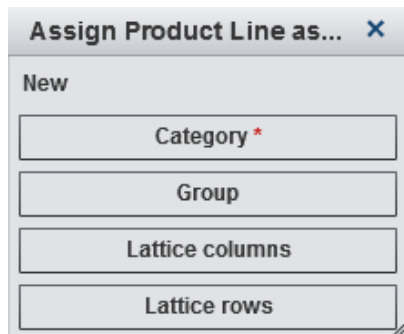 Assign Product Line as... ×
New
Category *
Group
Lattice columns
Lattice rows